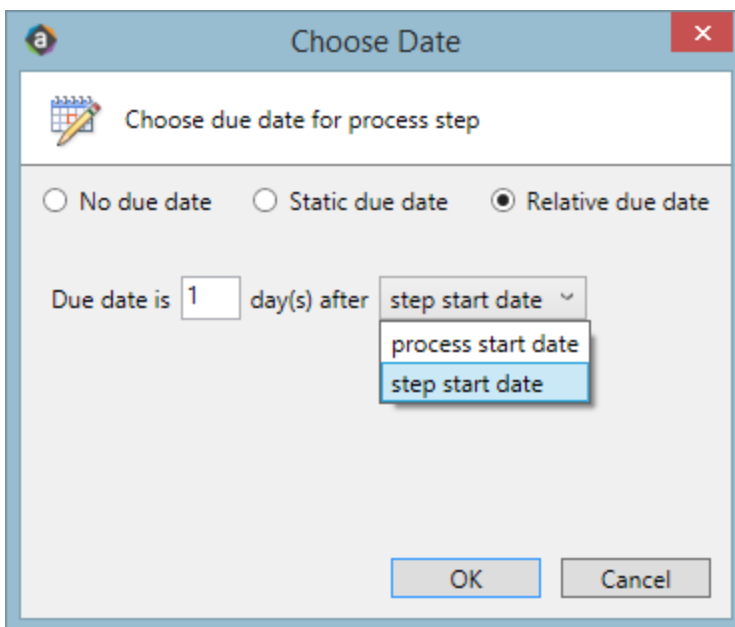 Choose Date
Choose due date for process step
No due date Static due date Relative due date
Due date is 1 day(s) after step start date
process start date
step start date
OK Cancel